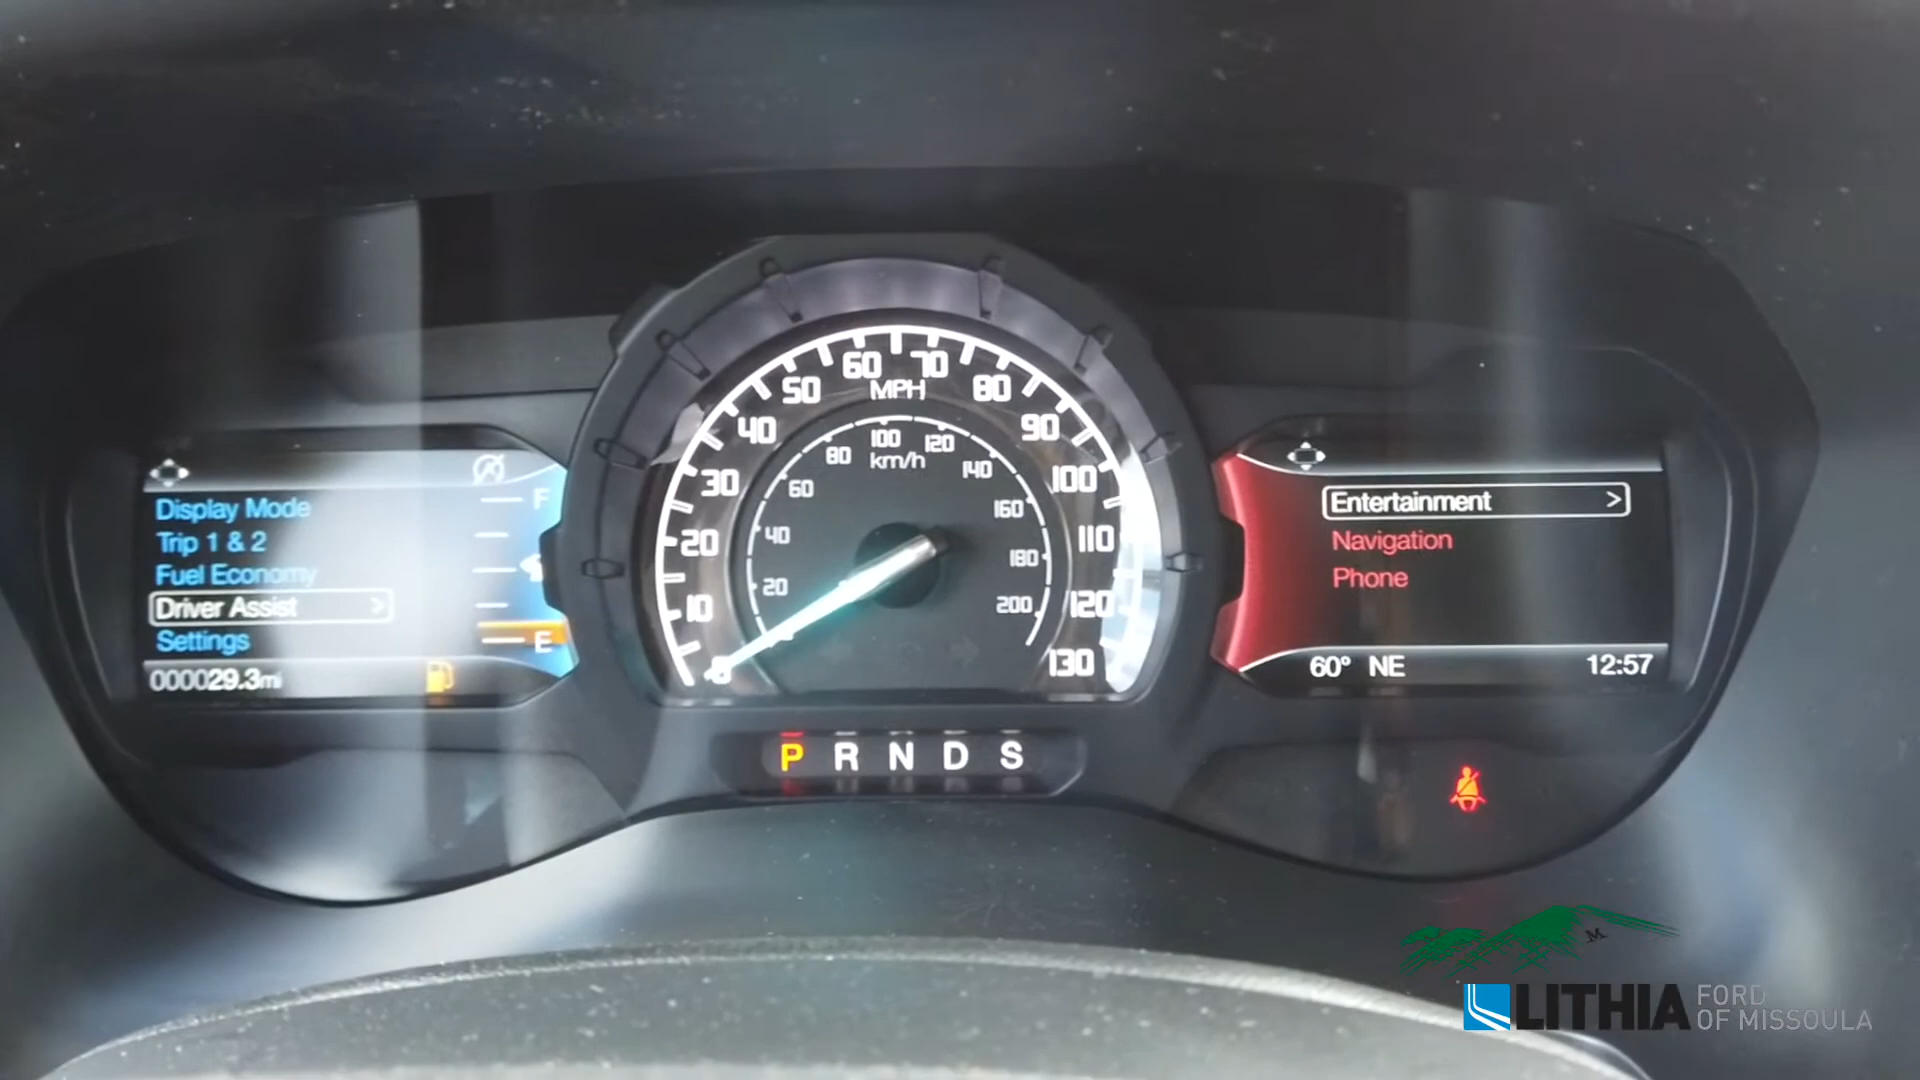 Display Mode
Trip 1 & 2
Fuel Economy
Driver Assist >
Settings
000029.3mi
F
E
0
10
20
30
40
50
60
70
80
90
100
110
120
130
MPH
20
40
60
80
100
120
140
160
180
200
km/h
P R N D S
Entertainment >
Navigation
Phone
60° NE 12:57
M
LITHIA FORD
OF MISSOULA